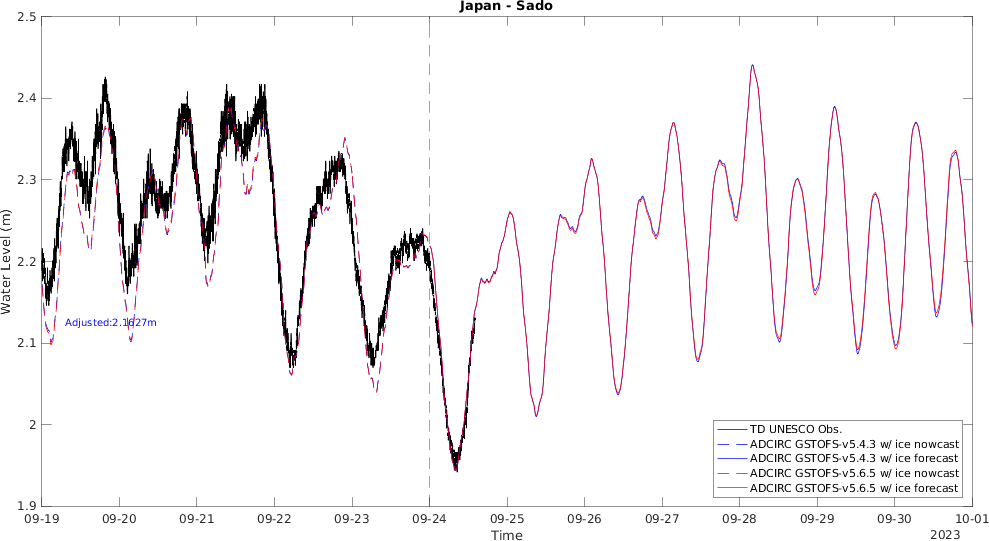 Japan - Sado
2.5
2.4
2.3
2.2
2.1
2
1.9
Water Level (m)
Adjusted:2.1627m
TD UNESCO Obs.
ADCIRC GSTOFS-v5.4.3 w/ ice nowcast
ADCIRC GSTOFS-v5.4.3 w/ ice forecast
ADCIRC GSTOFS-v5.6.5 w/ ice nowcast
ADCIRC GSTOFS-v5.6.5 w/ ice forecast
09-19 09-20 09-21 09-22 09-23 09-24 09-25 09-26 09-27 09-28 09-29 09-30 10-01
Time
2023